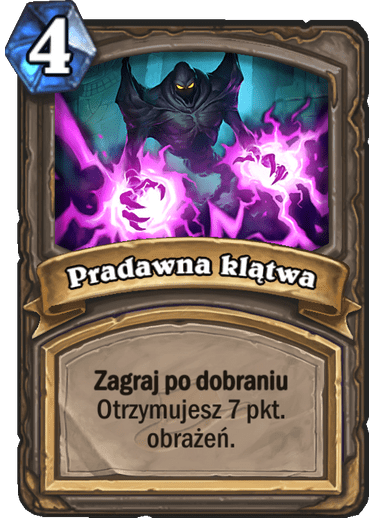 4
Pradawna klątwa
Zagraj po dobraniu
Otrzymujesz 7 pkt.
obrażeń.